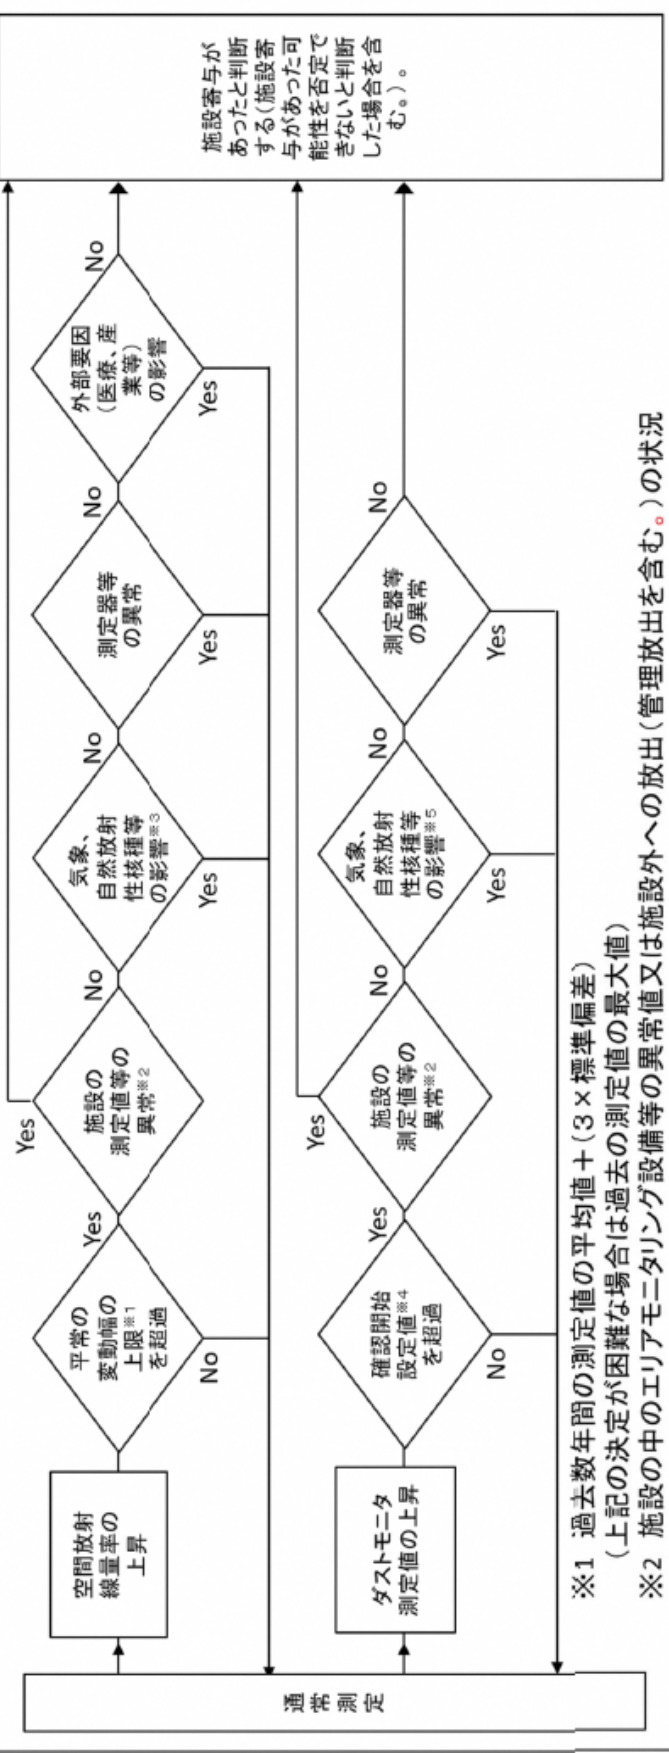 通常測定
空間放射
線量率の
上昇
平常の
変動幅の
上限※1
を超過
Yes
No
施設の
測定値等の
異常※2
Yes
No
気象、
自然放射
性核種等
の影響※3
No
Yes
測定器等
の異常
No
Yes
外部要因
(医療、産
業等)
の影響
No
Yes
ダストモニタ
測定値の上昇
確認開始
設定値※4
を超過
Yes
No
施設の
測定値等の
異常※2
Yes
No
気象、
自然放射
性核種等
の影響※5
No
Yes
測定器等
の異常
No
Yes
施設寄与が
あったと判断
する(施設寄
与があった可
能性を否定で
きないと判断
した場合を含
む。)。
※1 過去数年間の測定値の平均値+(3×標準偏差)
(上記の決定が困難な場合は過去の測定値の最大値)
※2 施設の中のエリアモニタリング設備等の異常値又は施設外への放出(管理放出を含む。)の状況